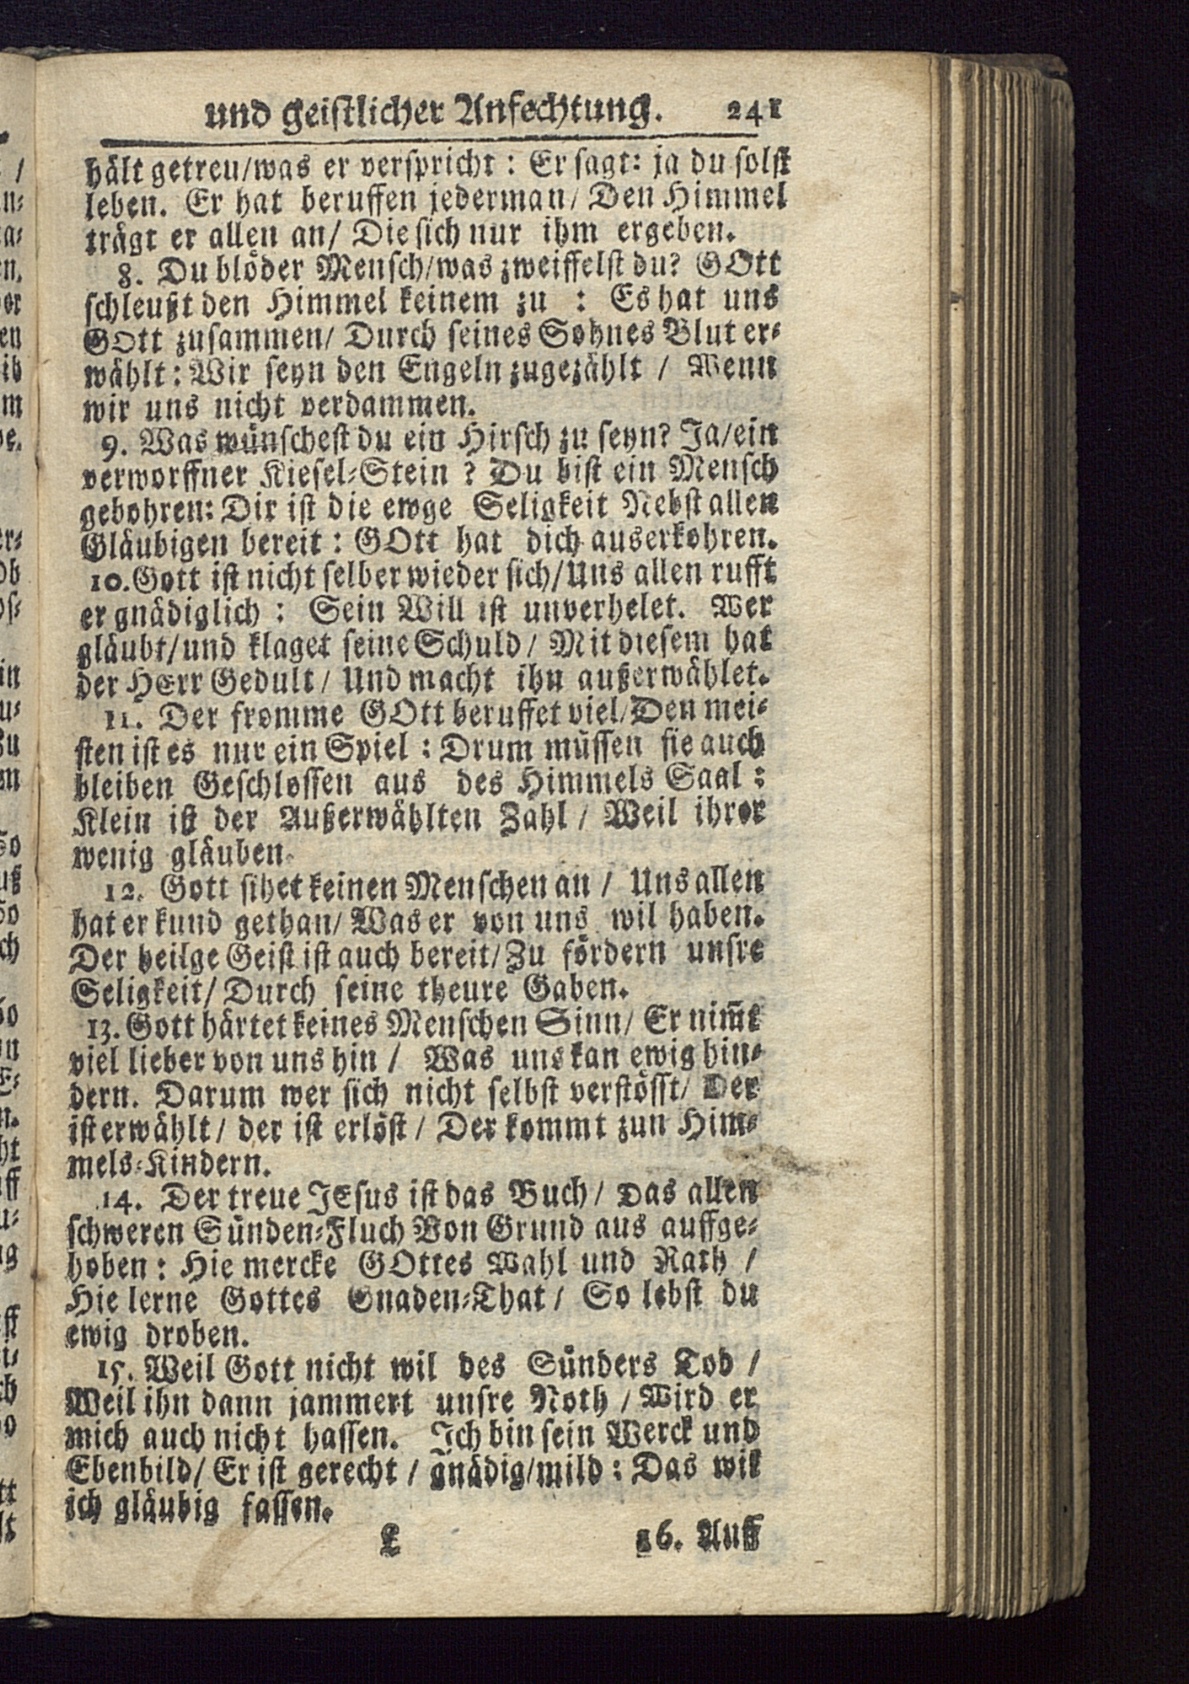 und geistlicher Anfechtung. 241
hält getreu/was er verspricht: Er sagt: ja du solst
leben. Er hat beruffen jederman/ Den Himmel
trägt er allen an/ Die sich nur ihm ergeben.
8. Du blöder Mensch/was zweiffelst du? GOtt
schleußt den Himmel keinem zu : Es hat uns
GOtt zusammen/ Durch seines Sohnes Blut er-
wählt: Wir seyn den Engeln zugezählt / Wenn
wir uns nicht verdammen.
9. Was wünschest du ein Hirsch zu seyn? Ja/ein
verworffner Kiesel-Stein ? Du bist ein Mensch
gebohren: Dir ist die ewge Seligkeit Nebst allen
Gläubigen bereit: GOtt hat dich auserkohren.
10. Gott ist nicht selber wieder sich/Uns allen rufft
er gnädiglich : Sein Will ist unverhelet. Wer
gläubt/und klaget seine Schuld/ Mit diesem hat
der HErr Gedult/ Und macht ihn außerwählet.
11. Der fromme GOtt beruffet viel/Den mei-
sten ist es nur ein Spiel : Drum müssen sie auch
bleiben Geschlossen aus des Himmels Saal :
Klein ist der Außerwählten Zahl / Weil ihrer
wenig gläuben.
12. Gott sihet keinen Menschen an / Uns allen
hat er kund gethan/ Was er von uns wil haben.
Der heilge Geist ist auch bereit/Zu fördern unsre
Seligkeit/ Durch seine theure Gaben.
13. Gott härtet keines Menschen Sinn/ Er nim̄t
viel lieber von uns hin / Was uns kan ewig hin-
dern. Darum wer sich nicht selbst verstösst/ Der
ist erwählt/ der ist erlöst/ Der kommt zun Him-
mels-Kindern.
14. Der treue JEsus ist das Buch/ Das allen
schweren Sünden-Fluch Von Grund aus auffge-
hoben: Hie mercke GOttes Wahl und Rath /
Hie lerne Gottes Gnaden-That/ So lebst du
ewig droben.
15. Weil Gott nicht wil des Sünders Tod /
Weil ihn dann jammert unsre Noth / Wird er
mich auch nicht hassen. Ich bin sein Werck und
Ebenbild/ Er ist gerecht / gnädig/mild: Das wil
ich gläubig fassen.
L 16. Auff